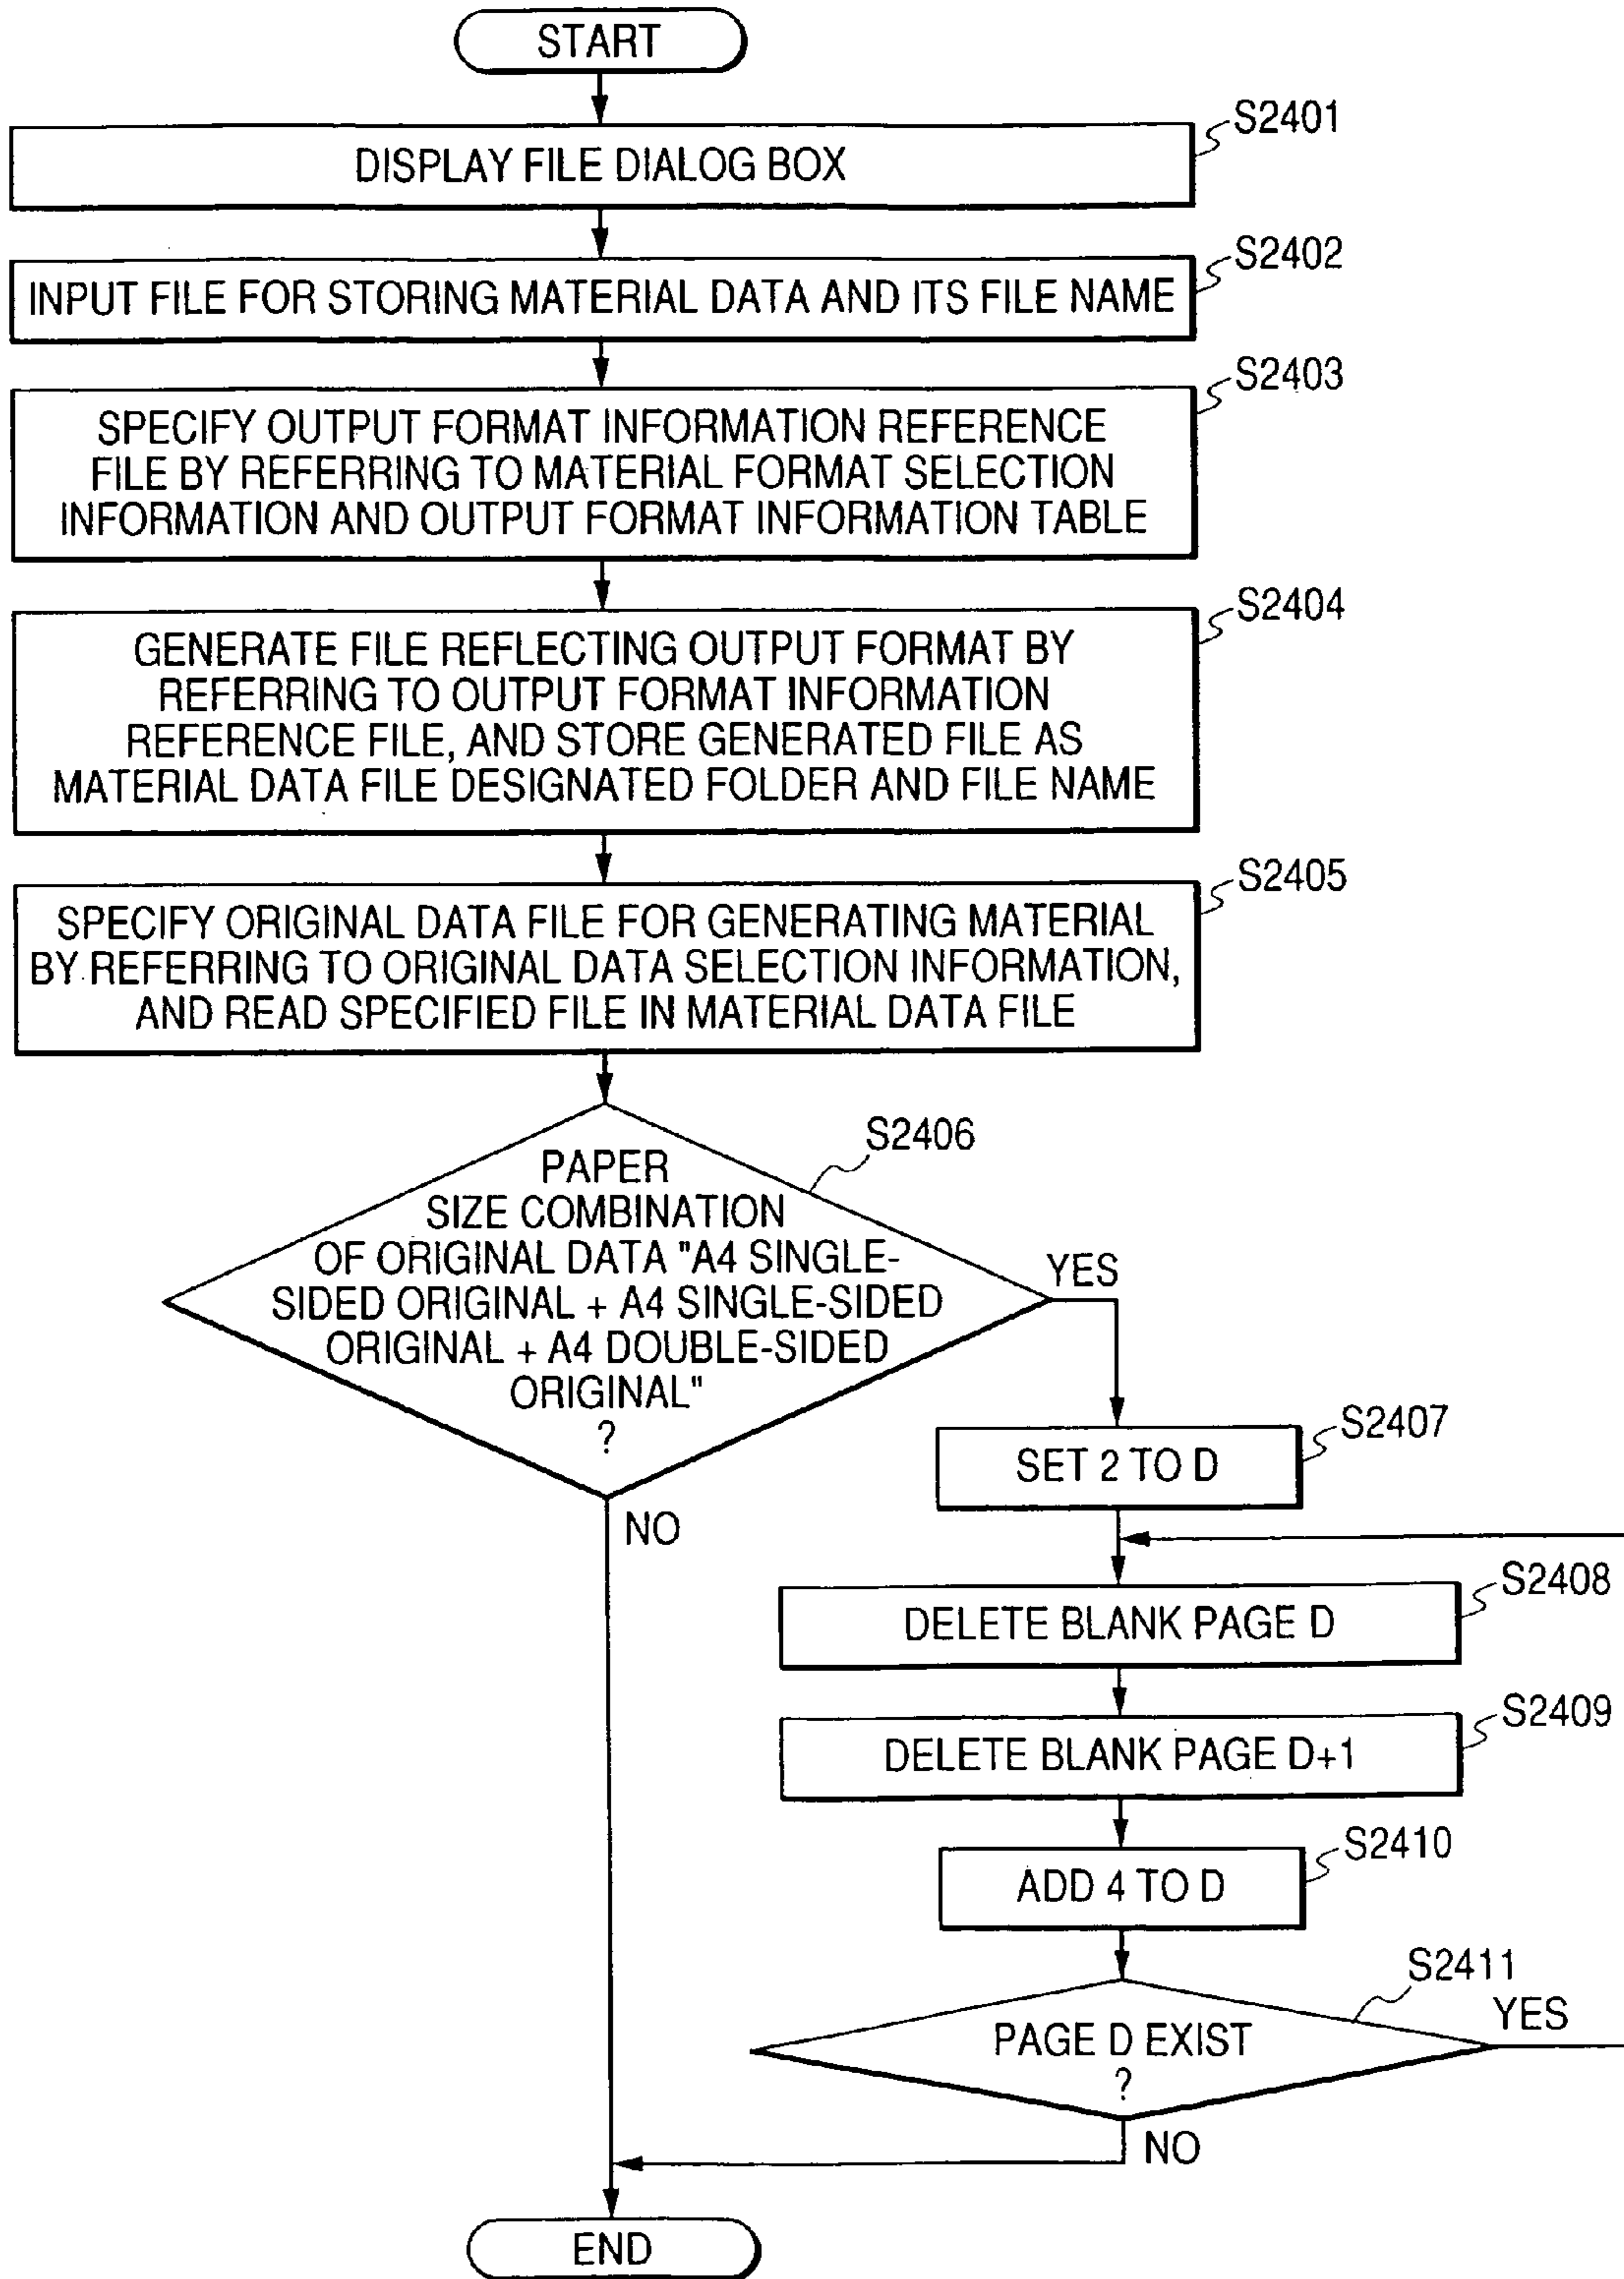 START
S2401
DISPLAY FILE DIALOG BOX
S2402
INPUT FILE FOR STORING MATERIAL DATA AND ITS FILE NAME
S2403
SPECIFY OUTPUT FORMAT INFORMATION REFERENCE
FILE BY REFERRING TO MATERIAL FORMAT SELECTION
INFORMATION AND OUTPUT FORMAT INFORMATION TABLE
S2404
GENERATE FILE REFLECTING OUTPUT FORMAT BY
REFERRING TO OUTPUT FORMAT INFORMATION
REFERENCE FILE, AND STORE GENERATED FILE AS
MATERIAL DATA FILE DESIGNATED FOLDER AND FILE NAME
S2405
SPECIFY ORIGINAL DATA FILE FOR GENERATING MATERIAL
BY REFERRING TO ORIGINAL DATA SELECTION INFORMATION,
AND READ SPECIFIED FILE IN MATERIAL DATA FILE
S2406
PAPER
SIZE COMBINATION
OF ORIGINAL DATA "A4 SINGLE-
SIDED ORIGINAL + A4 SINGLE-SIDED
ORIGINAL + A4 DOUBLE-SIDED
ORIGINAL"
?
YES
NO
S2407
SET 2 TO D
S2408
DELETE BLANK PAGE D
S2409
DELETE BLANK PAGE D+1
S2410
ADD 4 TO D
S2411
PAGE D EXIST
?
YES
NO
END